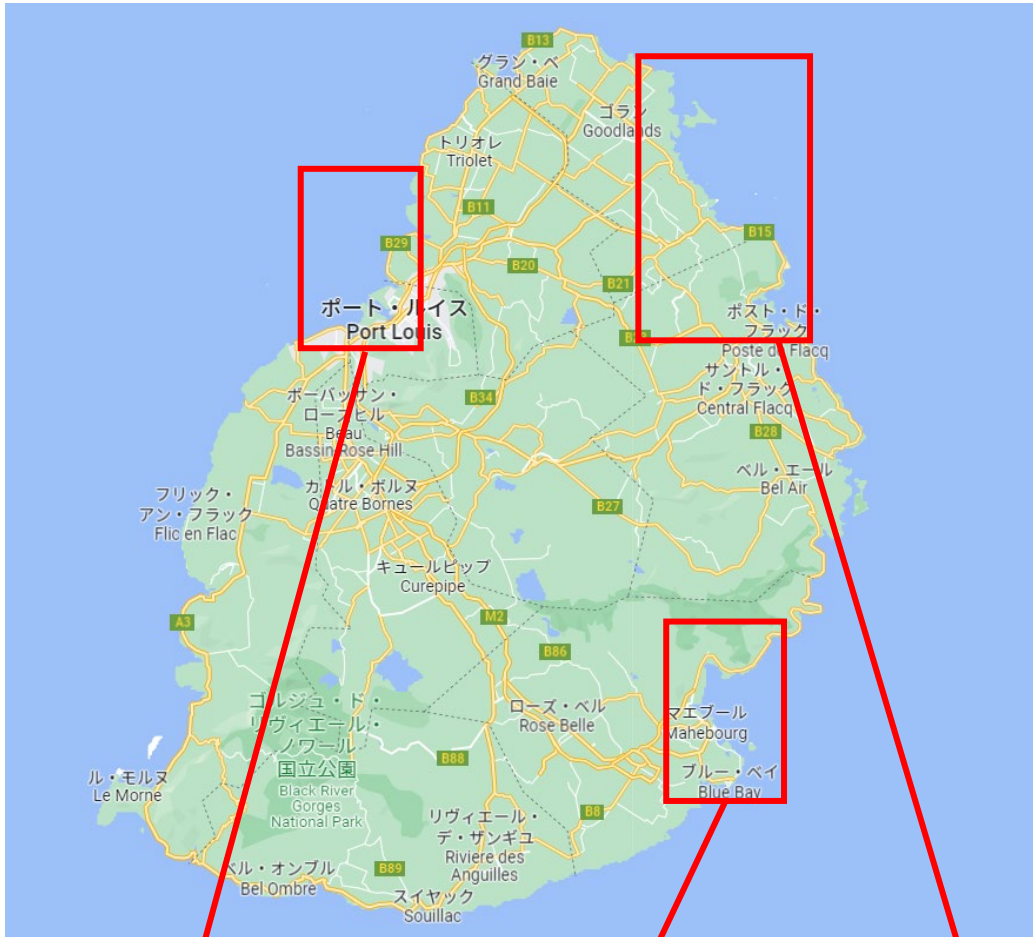 B13
グラン・ベ
Grand Baie
ゴラン
Goodlands
トリオレ
Triolet
B11
B15
B29
B20
B21
ポート・ルイス
Port Louis
ポスト・ド・
フラック
Poste de Flacq
サントル・
ド・フラック
Central Flacq
B34
ボーバッサン・
ローズヒル
Beau
Bassin-Rose Hill
B28
ベル・エール
Bel Air
カトル・ボルヌ
Quatre Bornes
フリック・
アン・フラック
Flic en Flac
B27
キュールピップ
Curepipe
A3
M2
B86
ゴルジュ・ド・
リヴィエール・
ノワール
国立公園
Black River
Gorges
National Park
ローズ・ベル
Rose Belle
マエブール
Mahebourg
B88
ブルー・ベイ
Blue Bay
ル・モルヌ
Le Morne
B8
リヴィエール・
デ・ザンギユ
Riviere des
Anguilles
ベル・オンブル
Bel Ombre
B89
スイヤック
Souillac